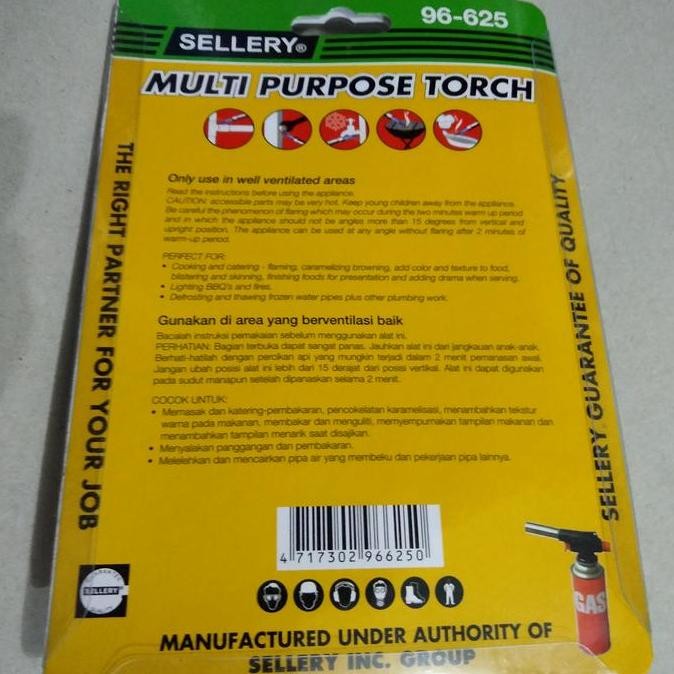 96-625
SELLERY®
MULTI PURPOSE TORCH
THE RIGHT PARTNER FOR YOUR JOB
SELLERY GUARANTEE OF QUALITY
Only use in well ventilated areas
Read the instructions before using the appliance.
CAUTION: accessible parts may be very hot. Keep young children away from the appliance.
Be careful the phenomenon of flaring which may occur during the two minutes warm up period
and in which the appliance should not be angles more than 15 degrees from vertical and
upright position. The appliance can be used at any angle without flaring after 2 minutes of
warm-up period.
PERFECT FOR:
• Cooking and catering - flaming, caramelizing browning, add color and texture to food,
blistering and skinning, finishing foods for presentation and adding drama when serving.
• Lighting BBQ's and fires.
• Defrosting and thawing frozen water pipes plus other plumbing work.
Gunakan di area yang berventilasi baik
Bacalah instruksi pemakaian sebelum menggunakan alat ini.
PERHATIAN: Bagian terbuka dapat sangat panas. Jauhkan alat ini dari jangkauan anak-anak.
Berhati-hatilah dengan percikan api yang mungkin terjadi dalam 2 menit pemanasan awal.
Jangan ubah posisi alat ini lebih dari 15 derajat dari posisi vertikal. Alat ini dapat digunakan
pada sudut manapun setelah dipanaskan selama 2 menit.
COCOK UNTUK:
• Memasak dan katering-pembakaran, pencokelatan karamelisasi, menambahkan tekstur
warna pada makanan, membakar dan menguliti, menyempurnakan tampilan makanan dan
menambahkan tampilan menarik saat disajikan.
• Menyalakan panggangan dan pembakaran.
• Melelehkan dan mencairkan pipa air yang membeku dan pekerjaan pipa lainnya.
4 717302 966250
SELLERY
GAS
MANUFACTURED UNDER AUTHORITY OF
SELLERY INC. GROUP